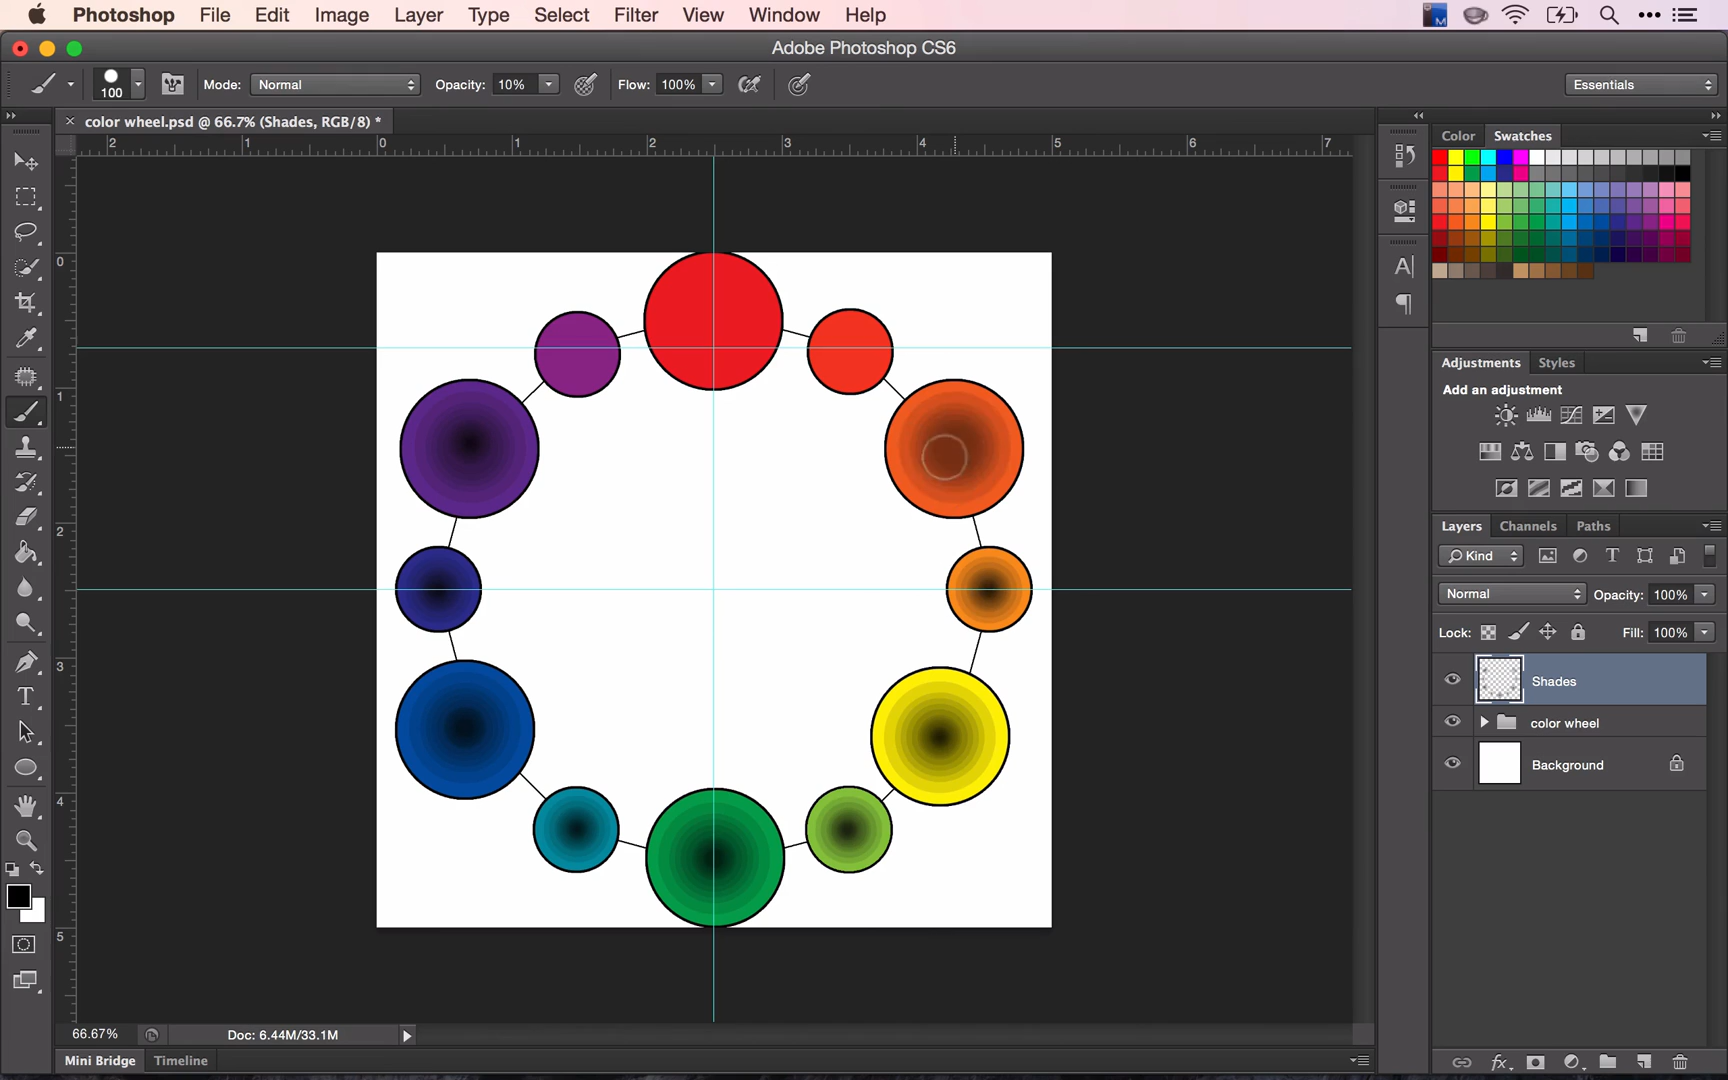 Photoshop File Edit Image Layer Type Select Filter View Window Help
Adobe Photoshop CS6
100 Mode: Normal Opacity: 10% Flow: 100% Essentials
× color wheel.psd @ 66.7% (Shades, RGB/8) *
2 1 0 1 2 3 4 5 6 7
0
1
2
3
4
5
Color Swatches
Adjustments Styles
Add an adjustment
Layers Channels Paths
Kind
Normal Opacity: 100%
Lock: Fill: 100%
Shades
color wheel
Background
66.67% Doc: 6.44M/33.1M
Mini Bridge Timeline